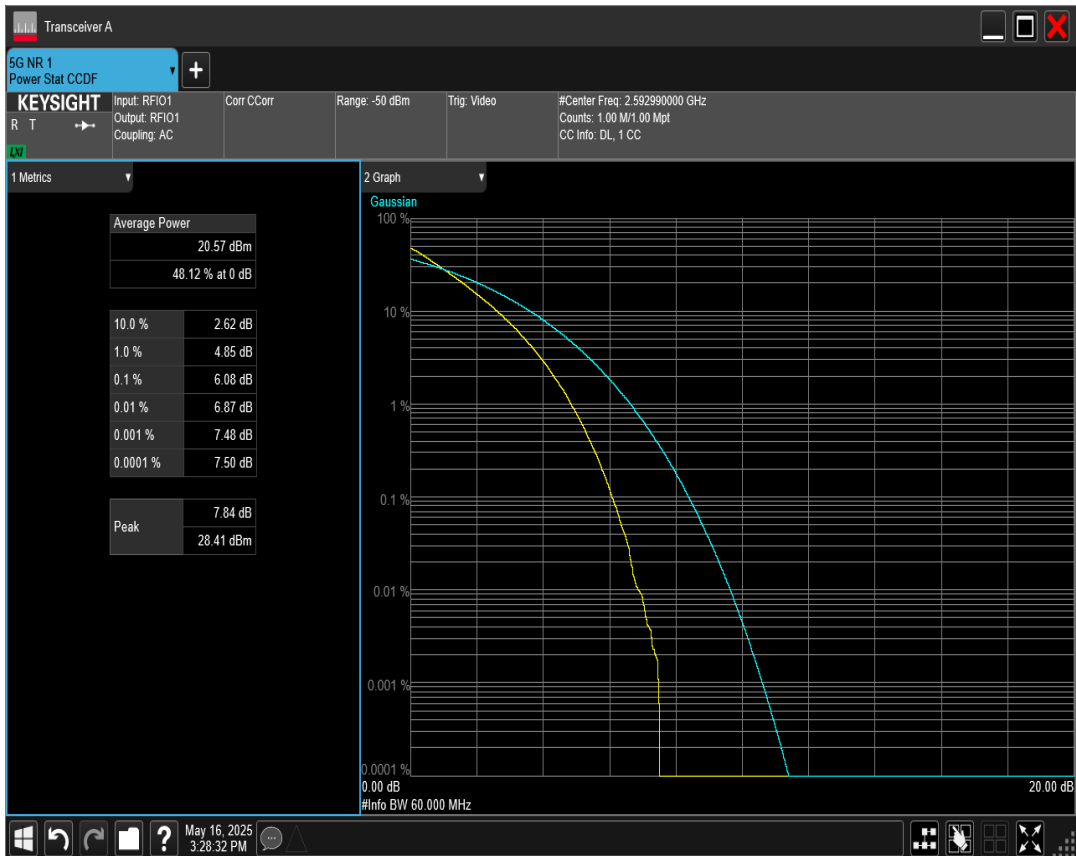 Transceiver A
5G NR 1
Power Stat CCDF
KEYSIGHT
R T
LXI
Input: RFIO1
Output: RFIO1
Coupling: AC
Corr CCorr
Range: -50 dBm
Trig: Video
#Center Freq: 2.592990000 GHz
Counts: 1.00 M/1.00 Mpt
CC Info: DL, 1 CC
1 Metrics
Average Power
20.57 dBm
48.12 % at 0 dB
10.0 % 2.62 dB
1.0 % 4.85 dB
0.1 % 6.08 dB
0.01 % 6.87 dB
0.001 % 7.48 dB
0.0001 % 7.50 dB
Peak
7.84 dB
28.41 dBm
2 Graph
Gaussian
100 %
10 %
1 %
0.1 %
0.01 %
0.001 %
0.0001 %
0.00 dB 20.00 dB
#Info BW 60.000 MHz
May 16, 2025
3:28:32 PM